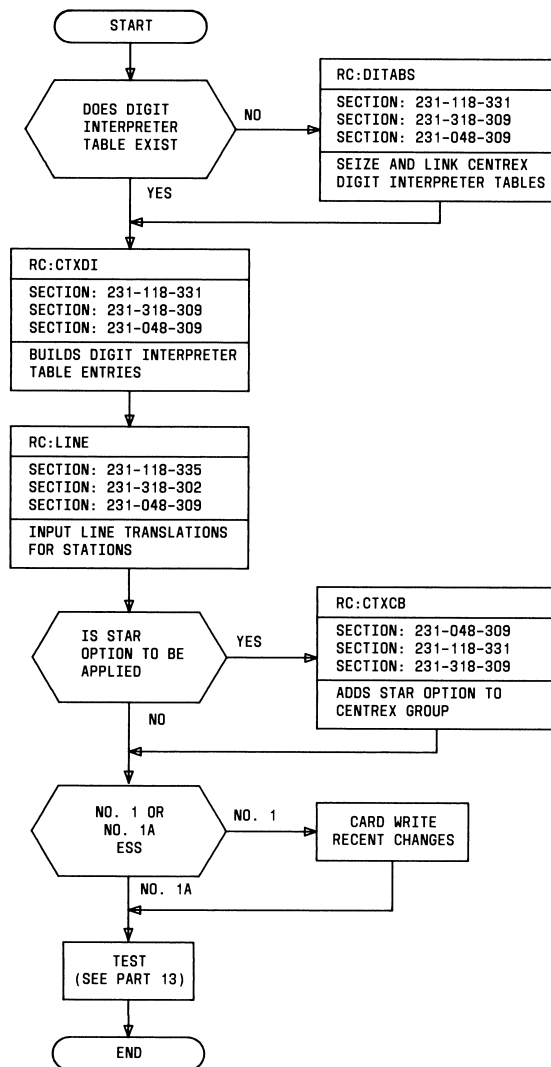 START
DOES DIGIT
INTERPRETER
TABLE EXIST
NO
RC:DITABS
SECTION: 231-118-331
SECTION: 231-318-309
SECTION: 231-048-309
SEIZE AND LINK CENTREX
DIGIT INTERPRETER TABLES
YES
RC:CTXDI
SECTION: 231-118-331
SECTION: 231-318-309
SECTION: 231-048-309
BUILDS DIGIT INTERPRETER
TABLE ENTRIES
RC:LINE
SECTION: 231-118-335
SECTION: 231-318-302
SECTION: 231-048-309
INPUT LINE TRANSLATIONS
FOR STATIONS
IS STAR
OPTION TO BE
APPLIED
YES
RC:CTXCB
SECTION: 231-048-309
SECTION: 231-118-331
SECTION: 231-318-309
ADDS STAR OPTION TO
CENTREX GROUP
NO
NO. 1 OR
NO. 1A
ESS
NO. 1
CARD WRITE
RECENT CHANGES
NO. 1A
TEST
(SEE PART 13)
END